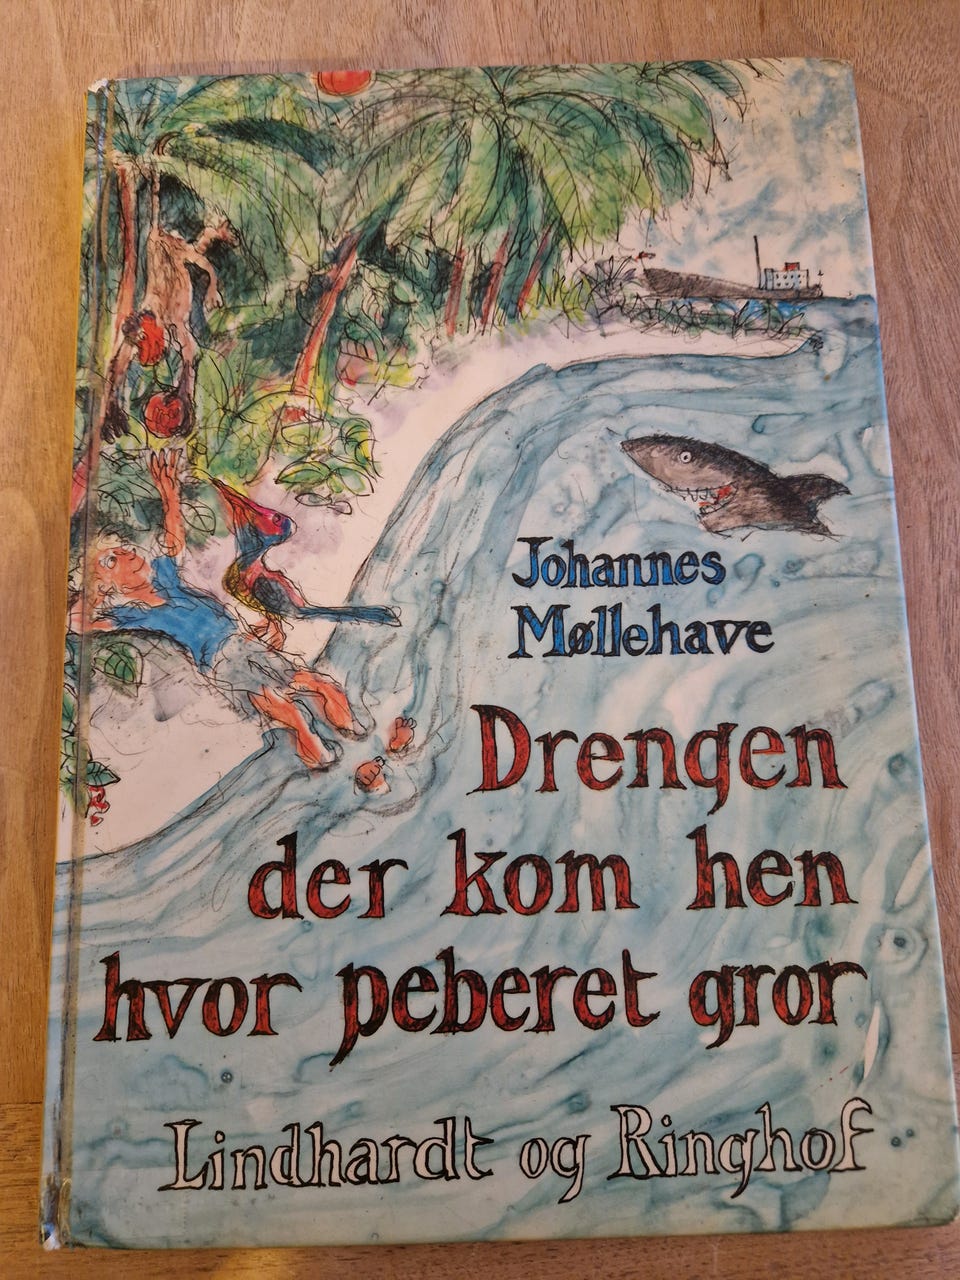 Johannes
Møllehave
Drengen
der kom hen
hvor peberet gror
Lindhardt og Ringhof